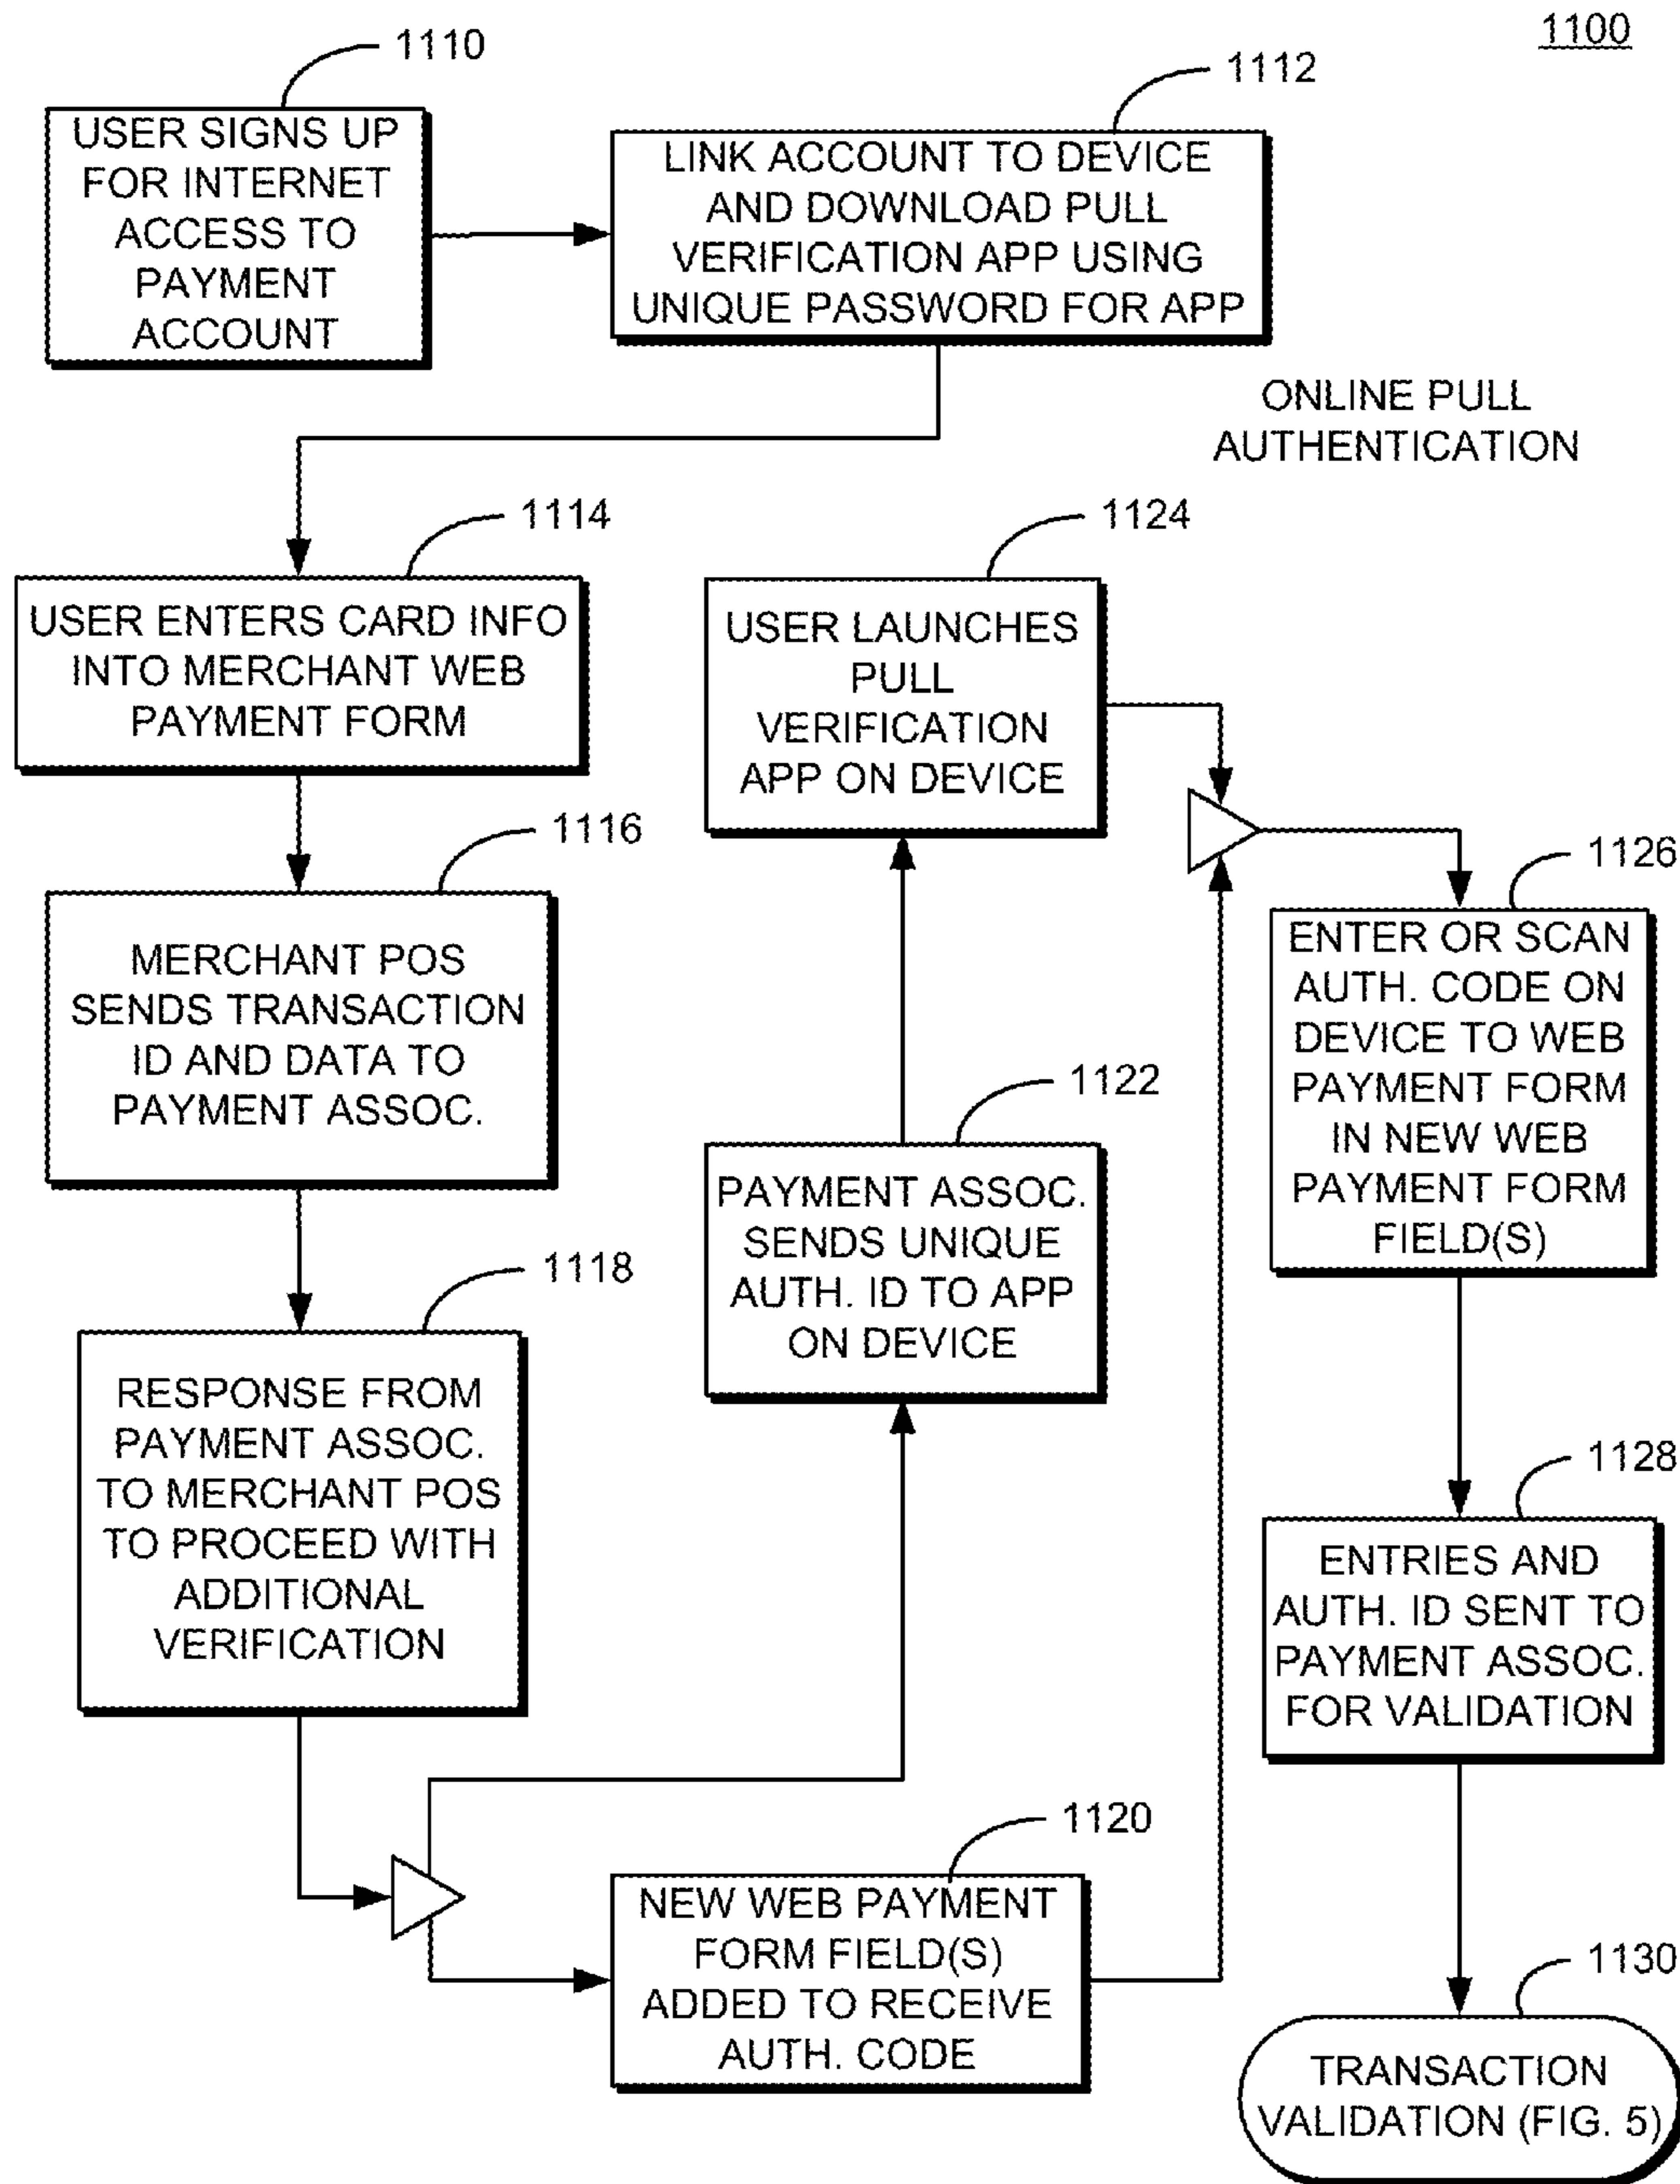 1100
1110
USER SIGNS UP
FOR INTERNET
ACCESS TO
PAYMENT
ACCOUNT
1112
LINK ACCOUNT TO DEVICE
AND DOWNLOAD PULL
VERIFICATION APP USING
UNIQUE PASSWORD FOR APP
ONLINE PULL
AUTHENTICATION
1114
USER ENTERS CARD INFO
INTO MERCHANT WEB
PAYMENT FORM
1116
MERCHANT POS
SENDS TRANSACTION
ID AND DATA TO
PAYMENT ASSOC.
1118
RESPONSE FROM
PAYMENT ASSOC.
TO MERCHANT POS
TO PROCEED WITH
ADDITIONAL
VERIFICATION
1120
NEW WEB PAYMENT
FORM FIELD(S)
ADDED TO RECEIVE
AUTH. CODE
1122
PAYMENT ASSOC.
SENDS UNIQUE
AUTH. ID TO APP
ON DEVICE
1124
USER LAUNCHES
PULL
VERIFICATION
APP ON DEVICE
1126
ENTER OR SCAN
AUTH. CODE ON
DEVICE TO WEB
PAYMENT FORM
IN NEW WEB
PAYMENT FORM
FIELD(S)
1128
ENTRIES AND
AUTH. ID SENT TO
PAYMENT ASSOC.
FOR VALIDATION
1130
TRANSACTION
VALIDATION (FIG. 5)